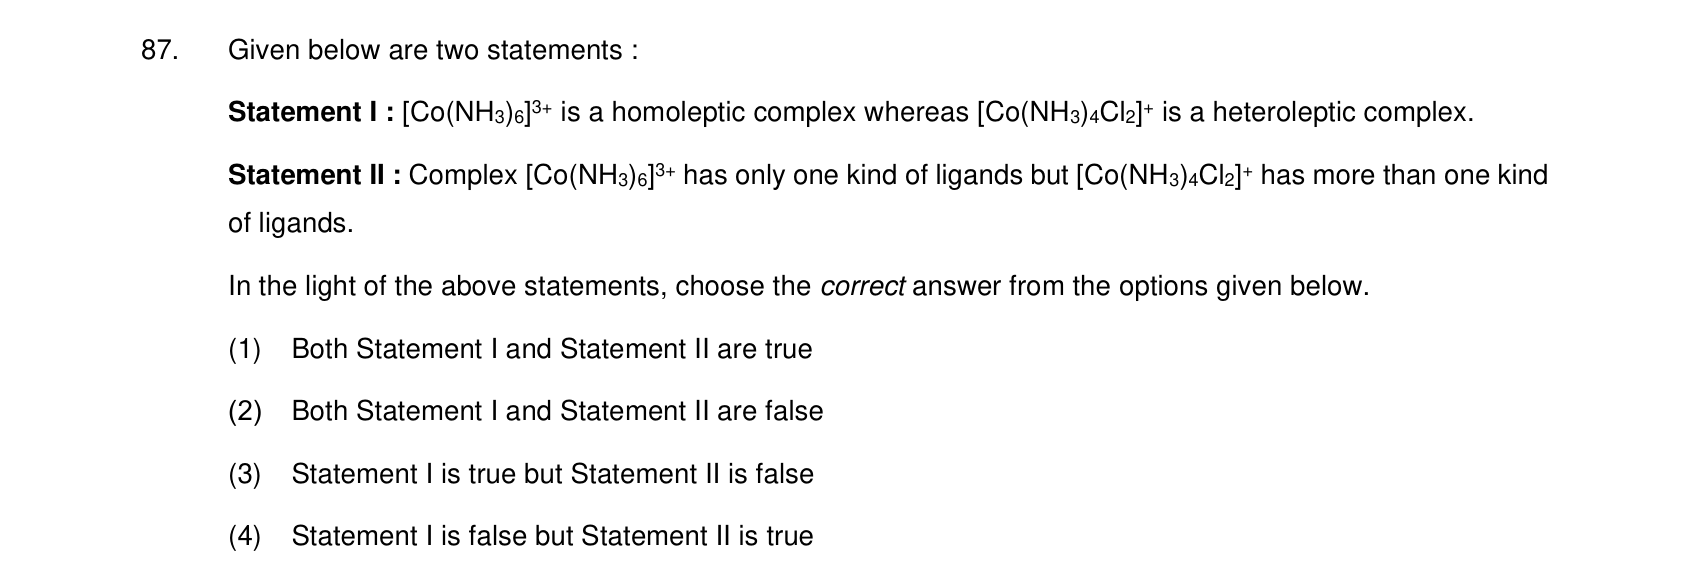 87. Given below are two statements :
Statement I : [Co(NH₃)₆]³⁺ is a homoleptic complex whereas [Co(NH₃)₄Cl₂]⁺ is a heteroleptic complex.
Statement II : Complex [Co(NH₃)₆]³⁺ has only one kind of ligands but [Co(NH₃)₄Cl₂]⁺ has more than one kind
of ligands.
In the light of the above statements, choose the correct answer from the options given below.
(1) Both Statement I and Statement II are true
(2) Both Statement I and Statement II are false
(3) Statement I is true but Statement II is false
(4) Statement I is false but Statement II is true